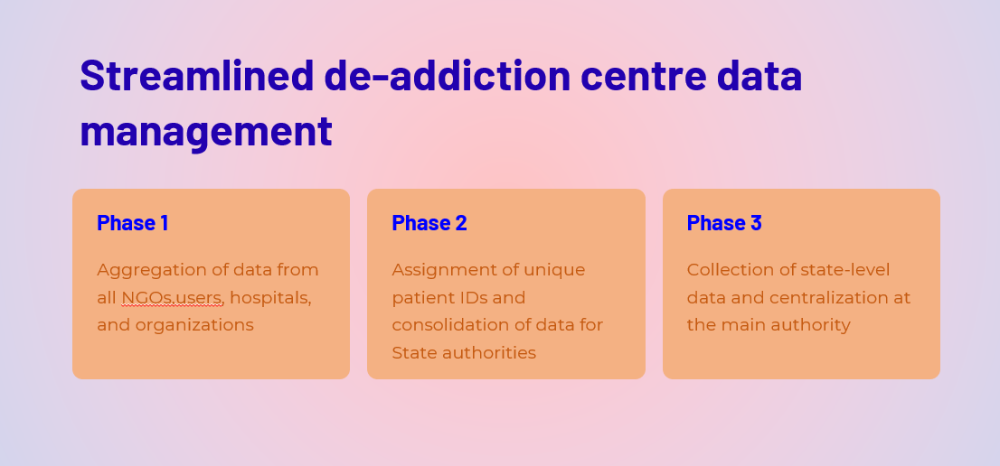 Streamlined de-addiction centre data
management
Phase 1
Aggregation of data from
all NGOs,users, hospitals,
and organizations
Phase 2
Assignment of unique
patient IDs and
consolidation of data for
State authorities
Phase 3
Collection of state-level
data and centralization at
the main authority